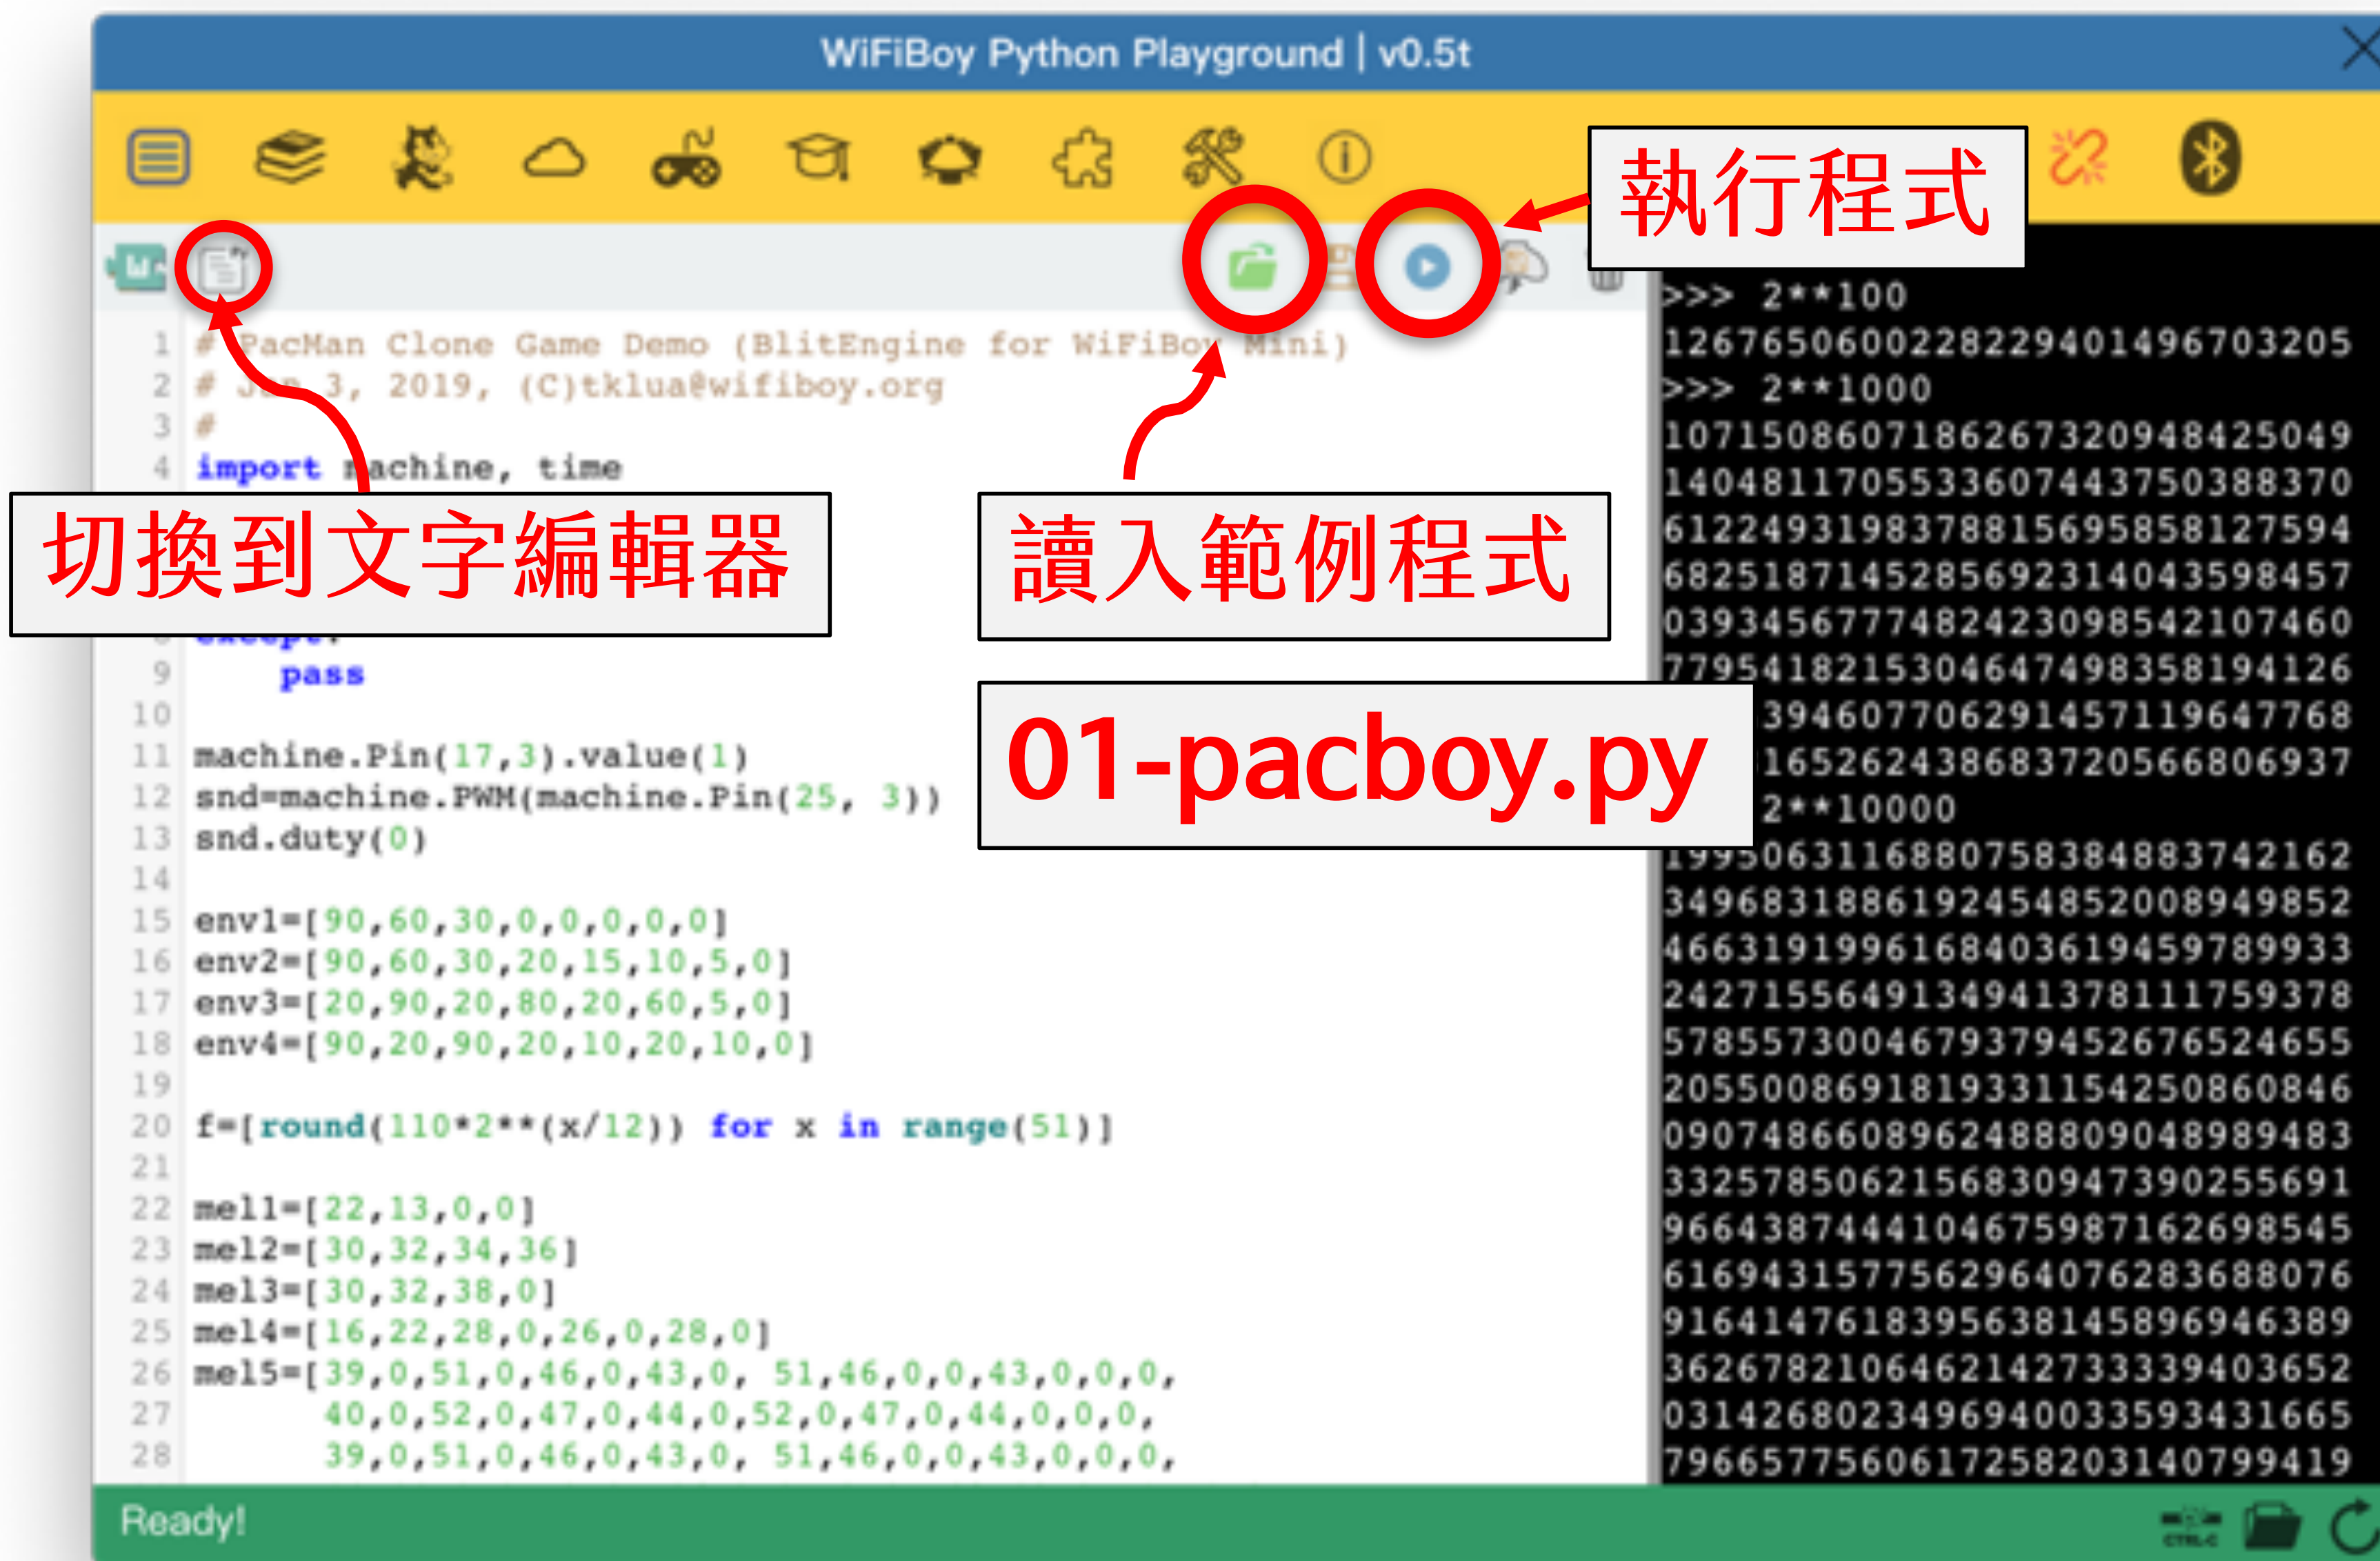 WiFiBoy Python Playground | v0.5t
執行程式
1 # PacMan Clone Game Demo (BlitEngine for WiFiBoy Mini)
2 # Jan 3, 2019, (C)tklua@wifiboy.org
3 #
4 import machine, time
切換到文字編輯器
讀入範例程式
8 except:
9 pass
01-pacboy.py
10
11 machine.Pin(17,3).value(1)
12 snd=machine.PWM(machine.Pin(25, 3))
13 snd.duty(0)
14
15 env1=[90,60,30,0,0,0,0,0]
16 env2=[90,60,30,20,15,10,5,0]
17 env3=[20,90,20,80,20,60,5,0]
18 env4=[90,20,90,20,10,20,10,0]
19
20 f=[round(110*2**(x/12)) for x in range(51)]
21
22 mel1=[22,13,0,0]
23 mel2=[30,32,34,36]
24 mel3=[30,32,38,0]
25 mel4=[16,22,28,0,26,0,28,0]
26 mel5=[39,0,51,0,46,0,43,0, 51,46,0,0,43,0,0,0,
27 40,0,52,0,47,0,44,0,52,0,47,0,44,0,0,0,
28 39,0,51,0,46,0,43,0, 51,46,0,0,43,0,0,0,
>>> 2**100
1267650600228229401496703205
>>> 2**1000
1071508607186267320948425049
1404811705533607443750388370
6122493198378815695858127594
6825187145285692314043598457
0393456777482423098542107460
7795418215304647498358194126
394607706291457119647768
165262438683720566806937
2**10000
1995063116880758384883742162
3496831886192454852008949852
4663191996168403619459789933
2427155649134941378111759378
5785573004679379452676524655
2055008691819331154250860846
0907486608962488809048989483
3325785062156830947390255691
9664387444104675987162698545
6169431577562964076283688076
9164147618395638145896946389
3626782106462142733339403652
0314268023496940033593431665
7966577560617258203140799419
Ready!
CTRL-C